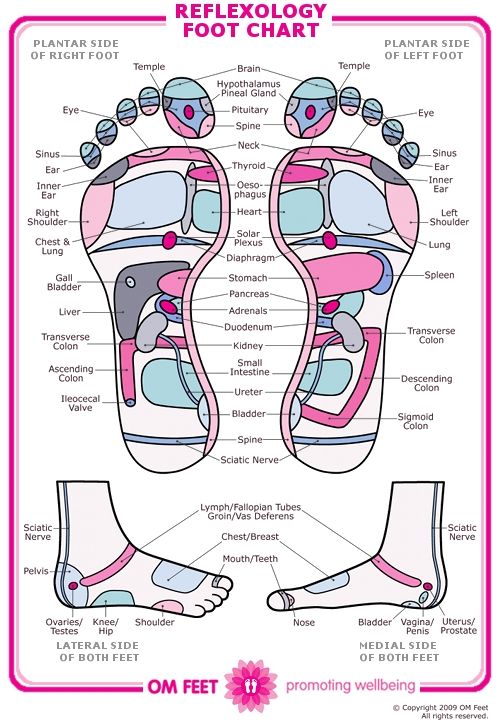 REFLEXOLOGY
FOOT CHART
PLANTAR SIDE
OF RIGHT FOOT
PLANTAR SIDE
OF LEFT FOOT
Temple
Brain
Temple
Hypothalamus
Pineal Gland
Eye
Pituitary
Eye
Spine
Neck
Sinus
Sinus
Ear
Thyroid
Ear
Inner
Ear
Oeso-
phagus
Inner
Ear
Right
Shoulder
Heart
Left
Shoulder
Chest &
Lung
Solar
Plexus
Lung
Diaphragm
Gall
Bladder
Stomach
Spleen
Pancreas
Liver
Adrenals
Duodenum
Transverse
Colon
Kidney
Transverse
Colon
Ascending
Colon
Small
Intestine
Descending
Colon
Ureter
Ileocecal
Valve
Bladder
Sigmoid
Colon
Spine
Sciatic Nerve
Lymph/Fallopian Tubes
Groin/Vas Deferens
Sciatic
Nerve
Chest/Breast
Sciatic
Nerve
Mouth/Teeth
Pelvis
Ovaries/
Testes
Knee/
Hip
Shoulder
Nose
Bladder
Vagina/
Penis
Uterus/
Prostate
LATERAL SIDE
OF BOTH FEET
MEDIAL SIDE
OF BOTH FEET
OM FEET
promoting wellbeing
© Copyright 2009 OM Feet
All rights reserved.